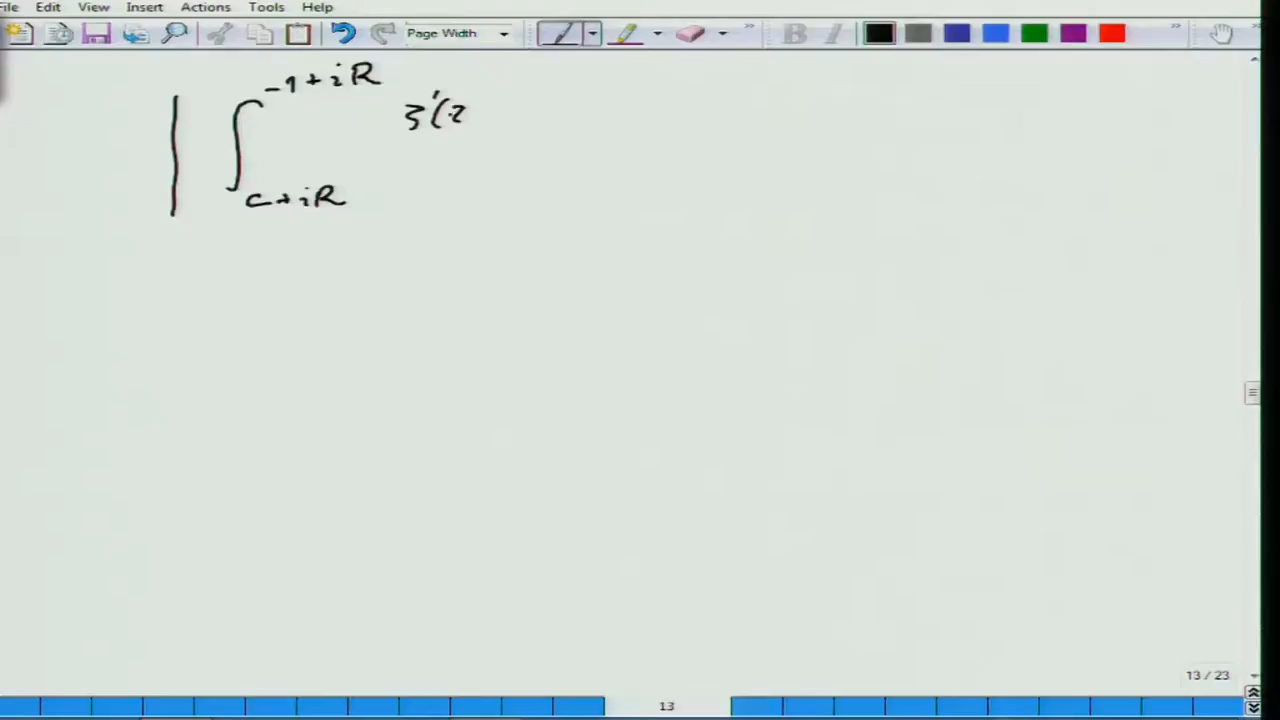 File Edit View Insert Actions Tools Help
Page Width
B I
| ∫_{c+iR}^{-1+iR} ζ'(z
13 / 23
13